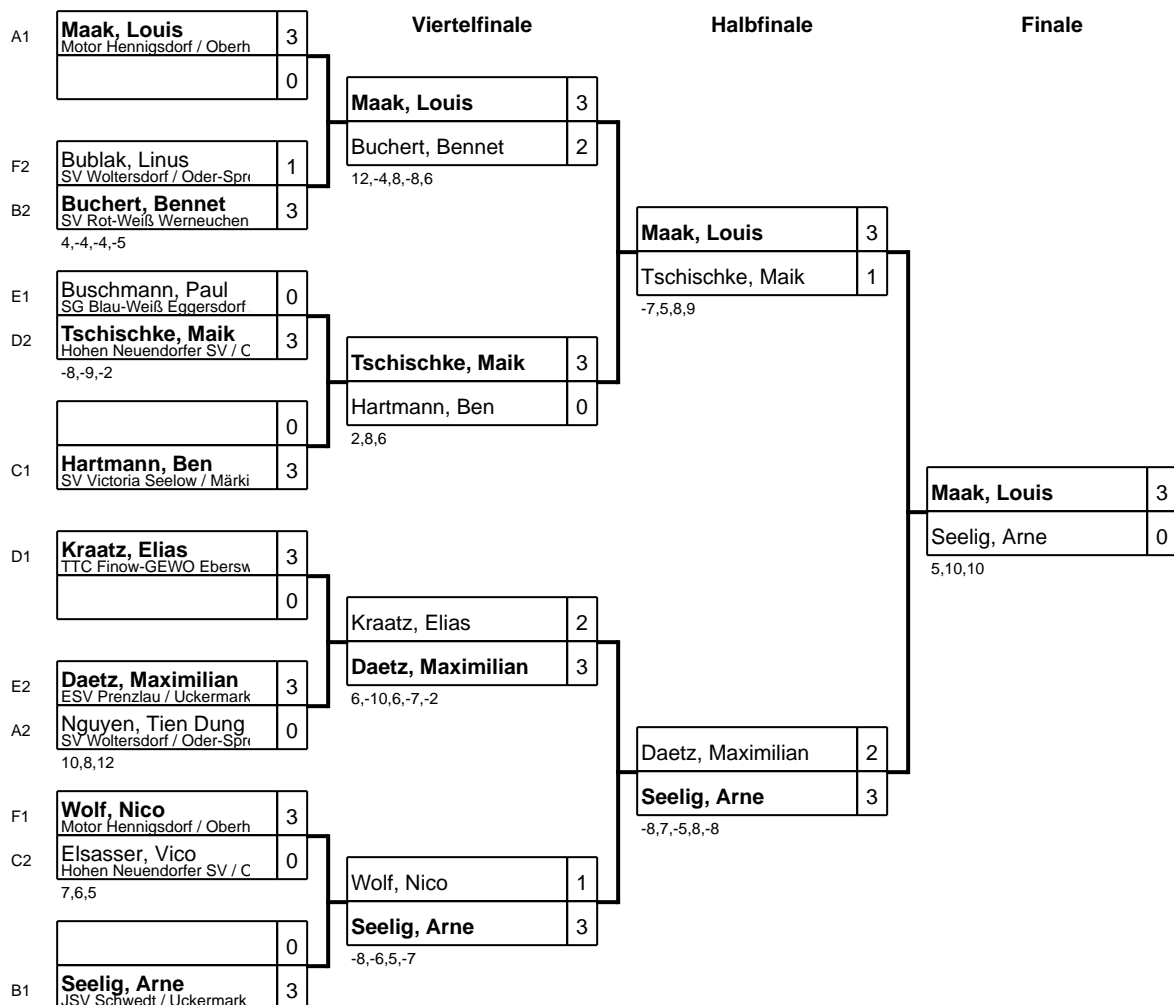 Viertelfinale
Halbfinale
Finale
A1
Maak, Louis
3
Motor Hennigsdorf / Oberh
0
F2
Bublak, Linus
1
SV Woltersdorf / Oder-Spre
B2
Buchert, Bennet
3
SV Rot-Weiß Werneuchen
4,-4,-4,-5
E1
Buschmann, Paul
0
SG Blau-Weiß Eggersdorf
D2
Tschischke, Maik
3
Hohen Neuendorfer SV / C
-8,-9,-2
0
C1
Hartmann, Ben
3
SV Victoria Seelow / Märki
D1
Kraatz, Elias
3
TTC Finow-GEWO Ebersw
0
E2
Daetz, Maximilian
3
ESV Prenzlau / Uckermark
A2
Nguyen, Tien Dung
0
SV Woltersdorf / Oder-Spre
10,8,12
F1
Wolf, Nico
3
Motor Hennigsdorf / Oberh
C2
Elsasser, Vico
0
Hohen Neuendorfer SV / C
7,6,5
0
B1
Seelig, Arne
3
JSV Schwedt / Uckermark
Maak, Louis
3
Buchert, Bennet
2
12,-4,8,-8,6
Tschischke, Maik
3
Hartmann, Ben
0
2,8,6
Kraatz, Elias
2
Daetz, Maximilian
3
6,-10,6,-7,-2
Wolf, Nico
1
Seelig, Arne
3
-8,-6,5,-7
Maak, Louis
3
Tschischke, Maik
1
-7,5,8,9
Daetz, Maximilian
2
Seelig, Arne
3
-8,7,-5,8,-8
Maak, Louis
3
Seelig, Arne
0
5,10,10